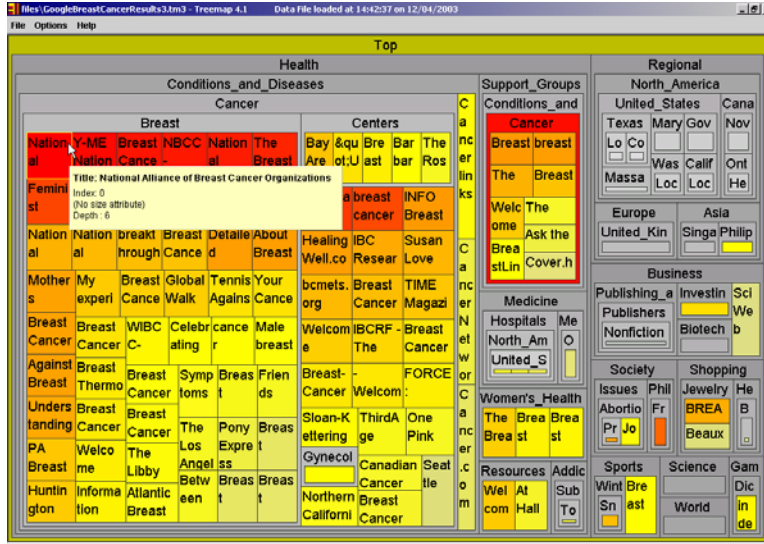 files\GoogleBreastCancerResults3.tm3 - Treemap 4.1 Data File loaded at 14:42:37 on 12/04/2003
File Options Help
Top
Health
Conditions_and_Diseases
Cancer
Breast
Nation
al
Y-ME
Nation
Breast
Cance
NBCC
-
Nation
al
The
Breast
Title: National Alliance of Breast Cancer Organizations
Index: 0
(No size attribute)
Depth : 6
Femini
st
Nation
al
Nation
al
breakt
hrough
Breast
Cance
Detaile
d
About
Breast
Mother
s
My
experi
Breast
Cance
Global
Walk
Tennis
Agains
Your
Cance
Breast
Cancer
Breast
Cancer
WIBC
C-
Celebr
ating
cance
r
Male
breast
Against
Breast
Breast
Thermo
Breast
Cancer
Symp
toms
Breas
t
Frien
ds
Unders
tanding
Breast
Cancer
Breast
Cancer
The
Los
Angel
Pony
Expre
ss
Breas
t
PA
Breast
Welco
me
The
Libby
Huntin
gton
Informa
tion
Atlantic
Breast
Betw
een
Breas
t
Breas
t
Centers
Bay
Are
&qu
ot;U
Bre
ast
Bar
bar
The
Ros
a
breast
cancer
INFO
Breast
Healing
Well.co
IBC
Resear
Susan
Love
bcmets.
org
Breast
Cancer
TIME
Magazi
Welcom
e
IBCRF -
The
Breast
Cancer
Breast-
Cancer
-
Welcom
FORCE
:
Sloan-K
ettering
ThirdA
ge
One
Pink
Gynecol
Canadian
Cancer
Seat
tle
Northern
Californi
Breast
Cancer
C
a
nc
er
lin
ks
C
a
nc
er
N
et
w
or
C
a
nc
er
.c
o
m
Support_Groups
Conditions_and
Cancer
Breast
breast
The
Breast
Welc
ome
The
Ask the
Brea
stLin
Cover.h
Medicine
Hospitals
North_Am
United_S
Me
O
Women's_Health
The
Brea
Brea
st
Brea
st
Resources
Wel
com
At
Hall
Addic
Sub
To
Regional
North_America
United_States
Texas
Lo
Co
Mary
Gov
Massa
Was
Loc
Calif
Loc
Cana
Nov
Ont
He
Europe
United_Kin
Asia
Singa
Philip
Business
Publishing_a
Publishers
Nonfiction
Investin
Biotech
Sci
We
b
Society
Issues
Abortio
Pr
Jo
Phil
Fr
Shopping
Jewelry
BREA
Beaux
He
B
Sports
Wint
Sn
Bre
ast
Science
World
Gam
Dic
in
de